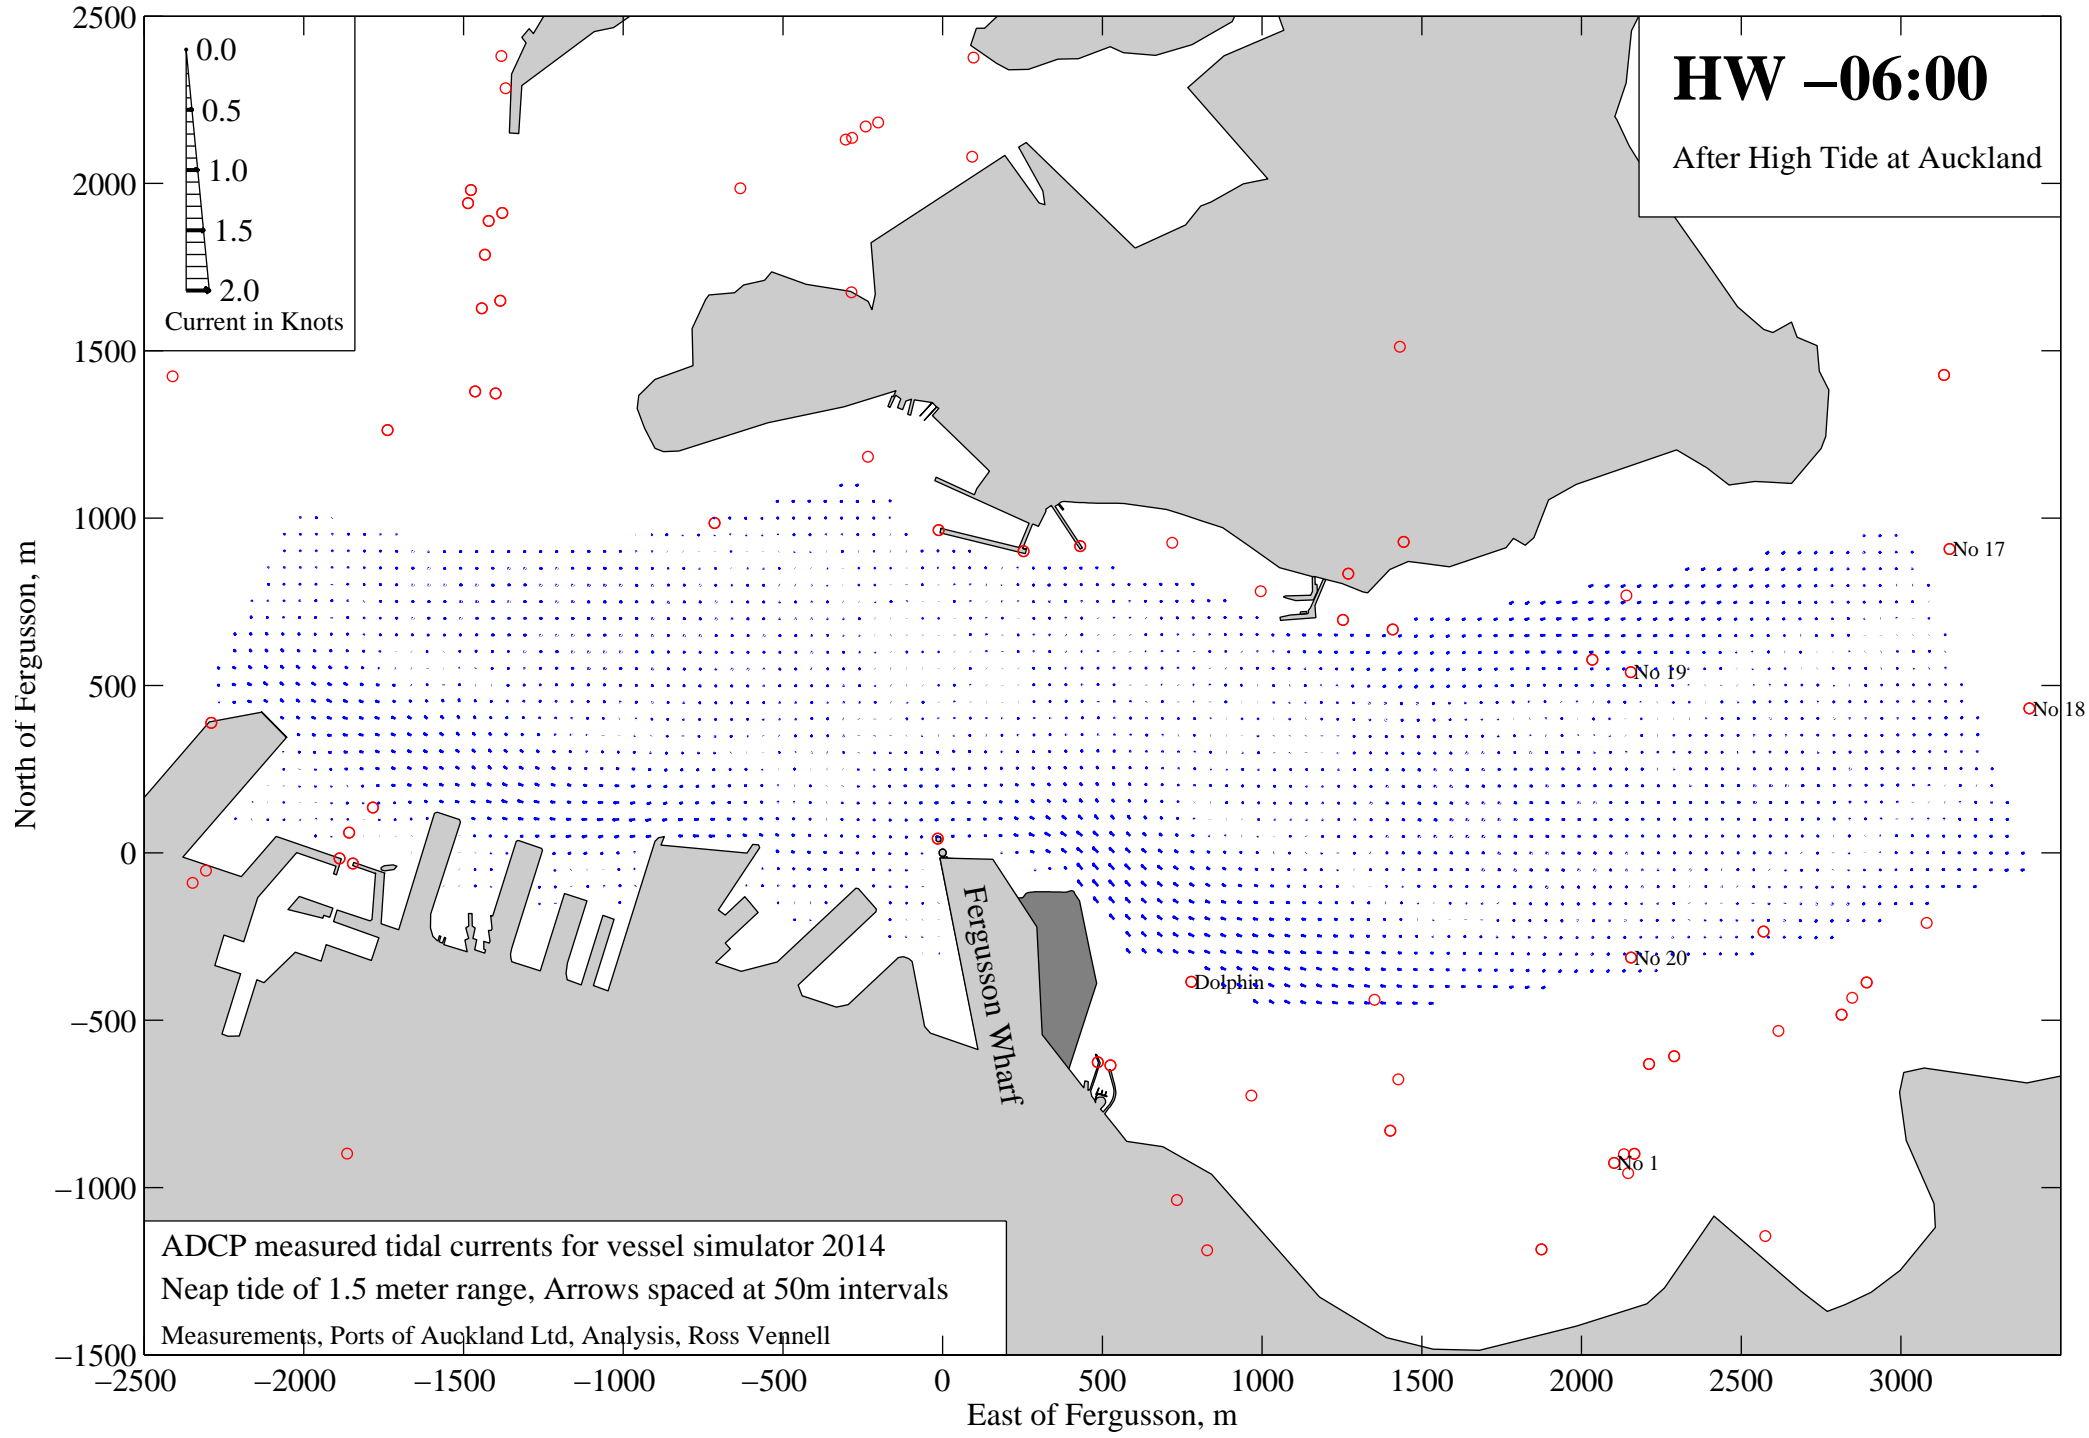 HW –06:00
After High Tide at Auckland
0.0
0.5
1.0
1.5
2.0
Current in Knots
2500
2000
1500
1000
500
0
–500
–1000
–1500
North of Fergusson, m
No 17
No 19
No 18
No 20
Dolphin
No 1
Fergusson Wharf
ADCP measured tidal currents for vessel simulator 2014
Neap tide of 1.5 meter range, Arrows spaced at 50m intervals
Measurements, Ports of Auckland Ltd, Analysis, Ross Vennell
–2500 –2000 –1500 –1000 –500 0 500 1000 1500 2000 2500 3000
East of Fergusson, m